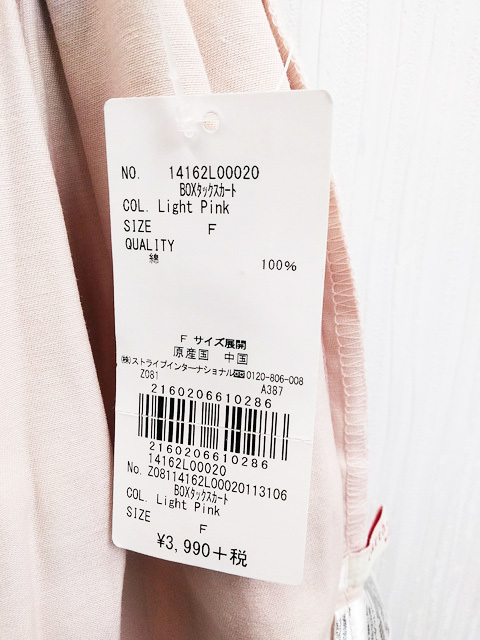 NO. 14162L00020
BOXタックスカート
COL. Light Pink
SIZE F
QUALITY
綿 100%
F サイズ展開
原産国 中国
(株)ストライプインターナショナル 0120-806-008
Z081 A387
2160206610286
2160206610286
14162L00020
No. Z08114162L00020113106
BOXタックスカート
COL. Light Pink
SIZE F
¥3,990+税